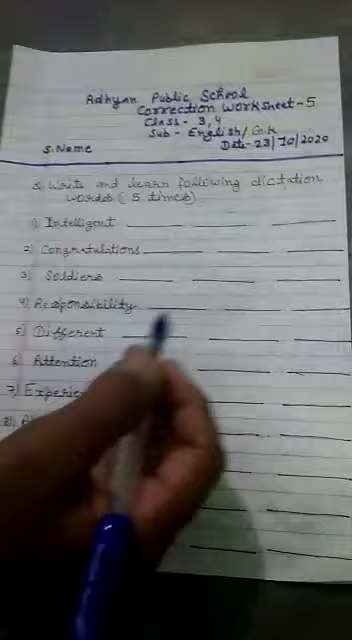 Adhyan Public School
Correction Worksheet-5
Class - 3, 4
Sub - English/G.K
S.Name Date-23/10/2020
Write and learn following dictation
words (5 times)
1) Intelligent
2) Congratulations
3) Soldiers
4) Responsibility
5) Different
6) Attention
7)
8)